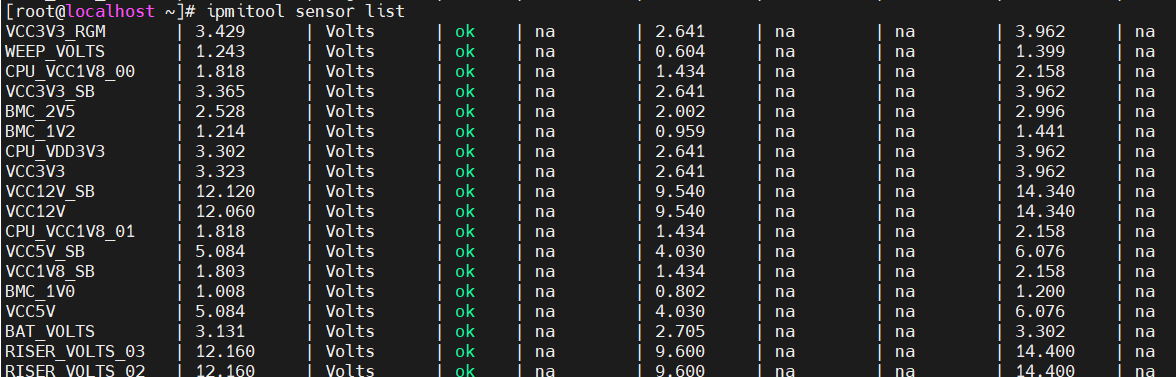 [root@localhost ~]# ipmitool sensor list
VCC3V3_RGM | 3.429 | Volts | ok | na | 2.641 | na | na | 3.962 | na
WEEP_VOLTS | 1.243 | Volts | ok | na | 0.604 | na | na | 1.399 | na
CPU_VCC1V8_00 | 1.818 | Volts | ok | na | 1.434 | na | na | 2.158 | na
VCC3V3_SB | 3.365 | Volts | ok | na | 2.641 | na | na | 3.962 | na
BMC_2V5 | 2.528 | Volts | ok | na | 2.002 | na | na | 2.996 | na
BMC_1V2 | 1.214 | Volts | ok | na | 0.959 | na | na | 1.441 | na
CPU_VDD3V3 | 3.302 | Volts | ok | na | 2.641 | na | na | 3.962 | na
VCC3V3 | 3.323 | Volts | ok | na | 2.641 | na | na | 3.962 | na
VCC12V_SB | 12.120 | Volts | ok | na | 9.540 | na | na | 14.340 | na
VCC12V | 12.060 | Volts | ok | na | 9.540 | na | na | 14.340 | na
CPU_VCC1V8_01 | 1.818 | Volts | ok | na | 1.434 | na | na | 2.158 | na
VCC5V_SB | 5.084 | Volts | ok | na | 4.030 | na | na | 6.076 | na
VCC1V8_SB | 1.803 | Volts | ok | na | 1.434 | na | na | 2.158 | na
BMC_1V0 | 1.008 | Volts | ok | na | 0.802 | na | na | 1.200 | na
VCC5V | 5.084 | Volts | ok | na | 4.030 | na | na | 6.076 | na
BAT_VOLTS | 3.131 | Volts | ok | na | 2.705 | na | na | 3.302 | na
RISER_VOLTS_03 | 12.160 | Volts | ok | na | 9.600 | na | na | 14.400 | na
RISER_VOLTS_02 | 12.160 | Volts | ok | na | 9.600 | na | na | 14.400 | na